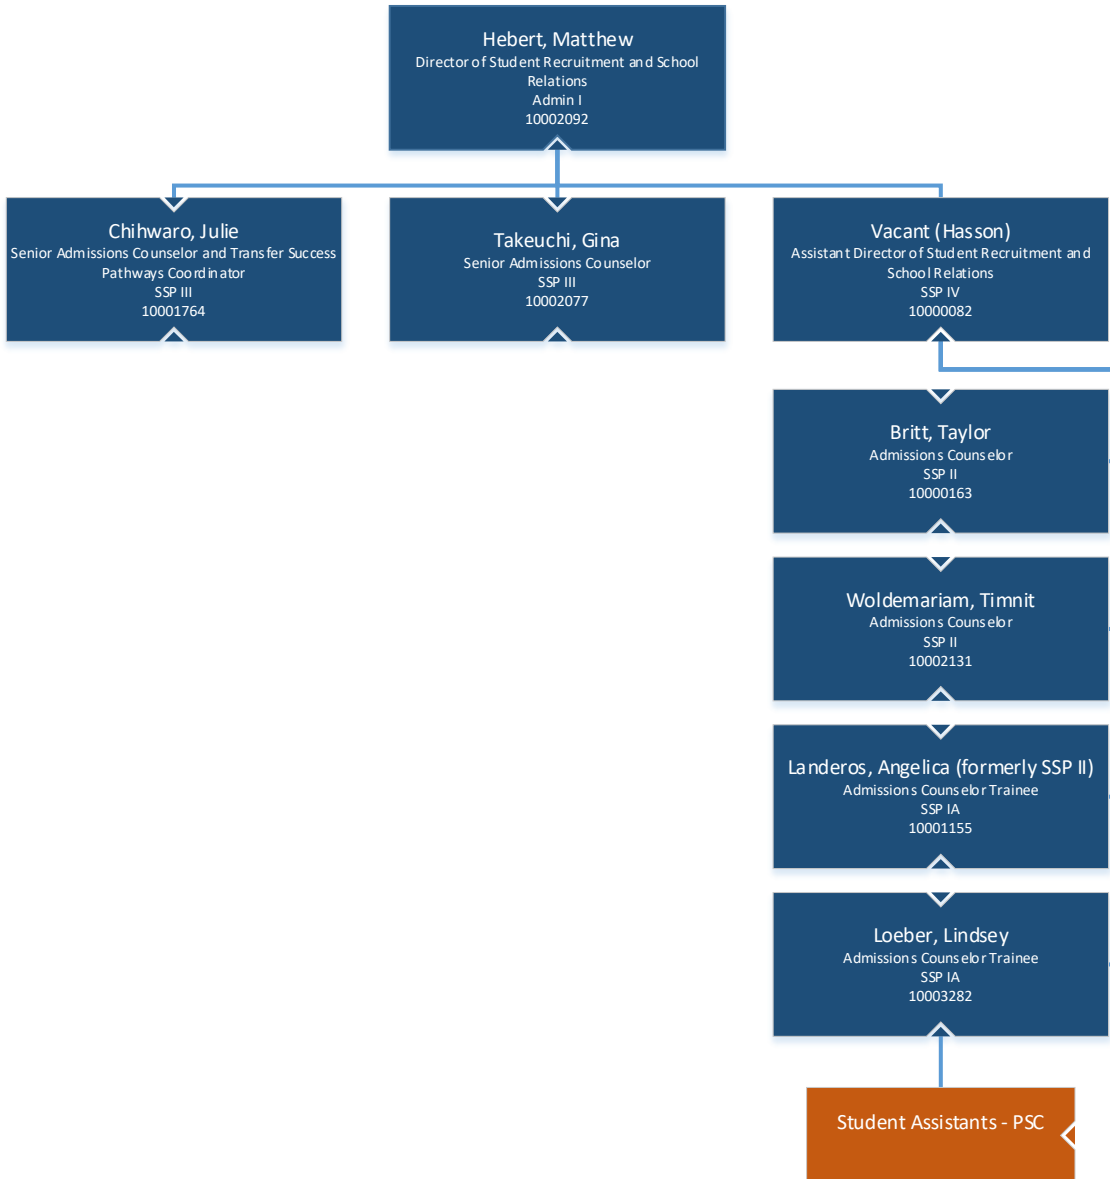 Hebert, Matthew
Director of Student Recruitment and School
Relations
Admin I
10002092
Chihwaro, Julie
Senior Admissions Counselor and Transfer Success
Pathways Coordinator
SSP III
10001764
Takeuchi, Gina
Senior Admissions Counselor
SSP III
10002077
Vacant (Hasson)
Assistant Director of Student Recruitment and
School Relations
SSP IV
10000082
Britt, Taylor
Admissions Counselor
SSP II
10000163
Woldemariam, Timnit
Admissions Counselor
SSP II
10002131
Landeros, Angelica (formerly SSP II)
Admissions Counselor Trainee
SSP IA
10001155
Loeber, Lindsey
Admissions Counselor Trainee
SSP IA
10003282
Student Assistants - PSC